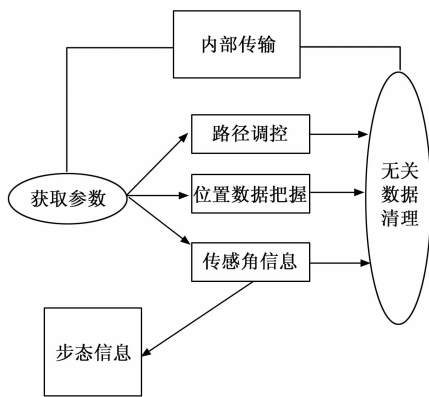 内部传输
路径调控
获取参数
位置数据把握
无关
数据
清理
传感角信息
步态信息